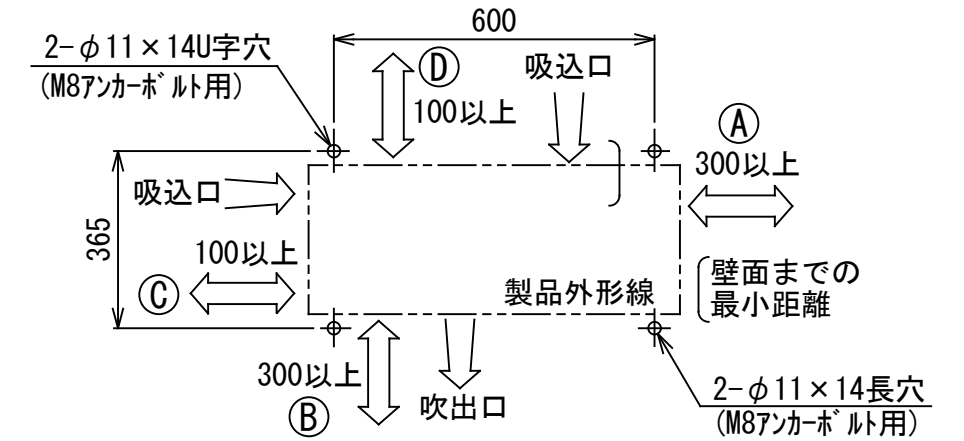 600
2-φ11×14U字穴
(M8ｱﾝｶｰﾎﾞﾙﾄ用)
Ⓓ
100以上
吸込口
Ⓐ
300以上
吸込口
365
100以上
Ⓒ
製品外形線
壁面までの
最小距離
300以上
Ⓑ
吹出口
2-φ11×14長穴
(M8ｱﾝｶｰﾎﾞﾙﾄ用)